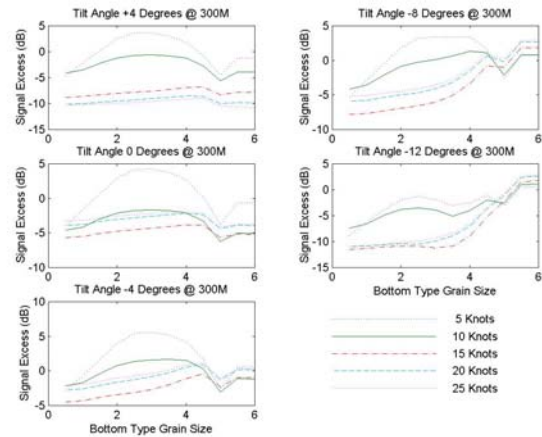 Tilt Angle +4 Degrees @ 300M
Signal Excess (dB)
5
0
-5
-10
-15
0 2 4 6
Tilt Angle 0 Degrees @ 300M
Signal Excess (dB)
5
0
-5
-10
0 2 4 6
Tilt Angle -4 Degrees @ 300M
Signal Excess (dB)
10
5
0
-5
0 2 4 6
Bottom Type Grain Size
Tilt Angle -8 Degrees @ 300M
Signal Excess (dB)
5
0
-5
-10
0 2 4 6
Tilt Angle -12 Degrees @ 300M
Signal Excess (dB)
5
0
-5
-10
-15
0 2 4 6
Bottom Type Grain Size
5 Knots
10 Knots
15 Knots
20 Knots
25 Knots